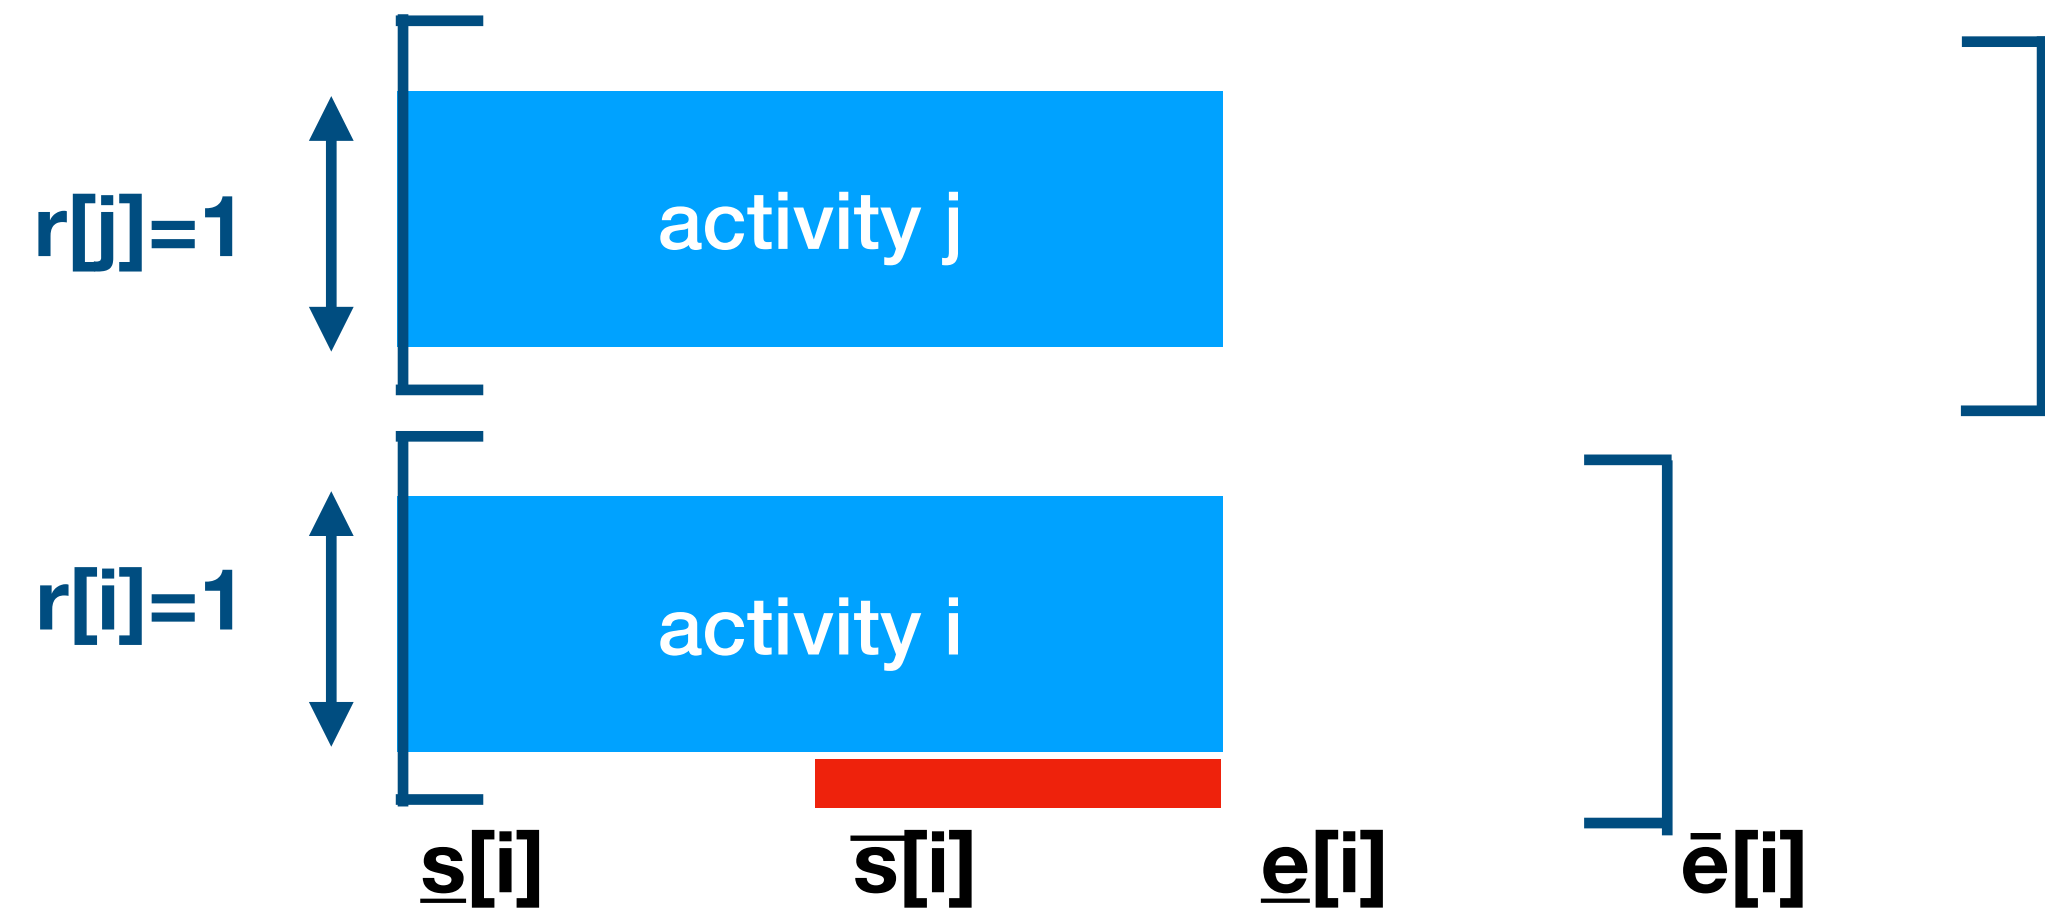 r[j]=1
activity j
r[i]=1
activity i
s̲[i] s̅[i] e̲[i] e̅[i]